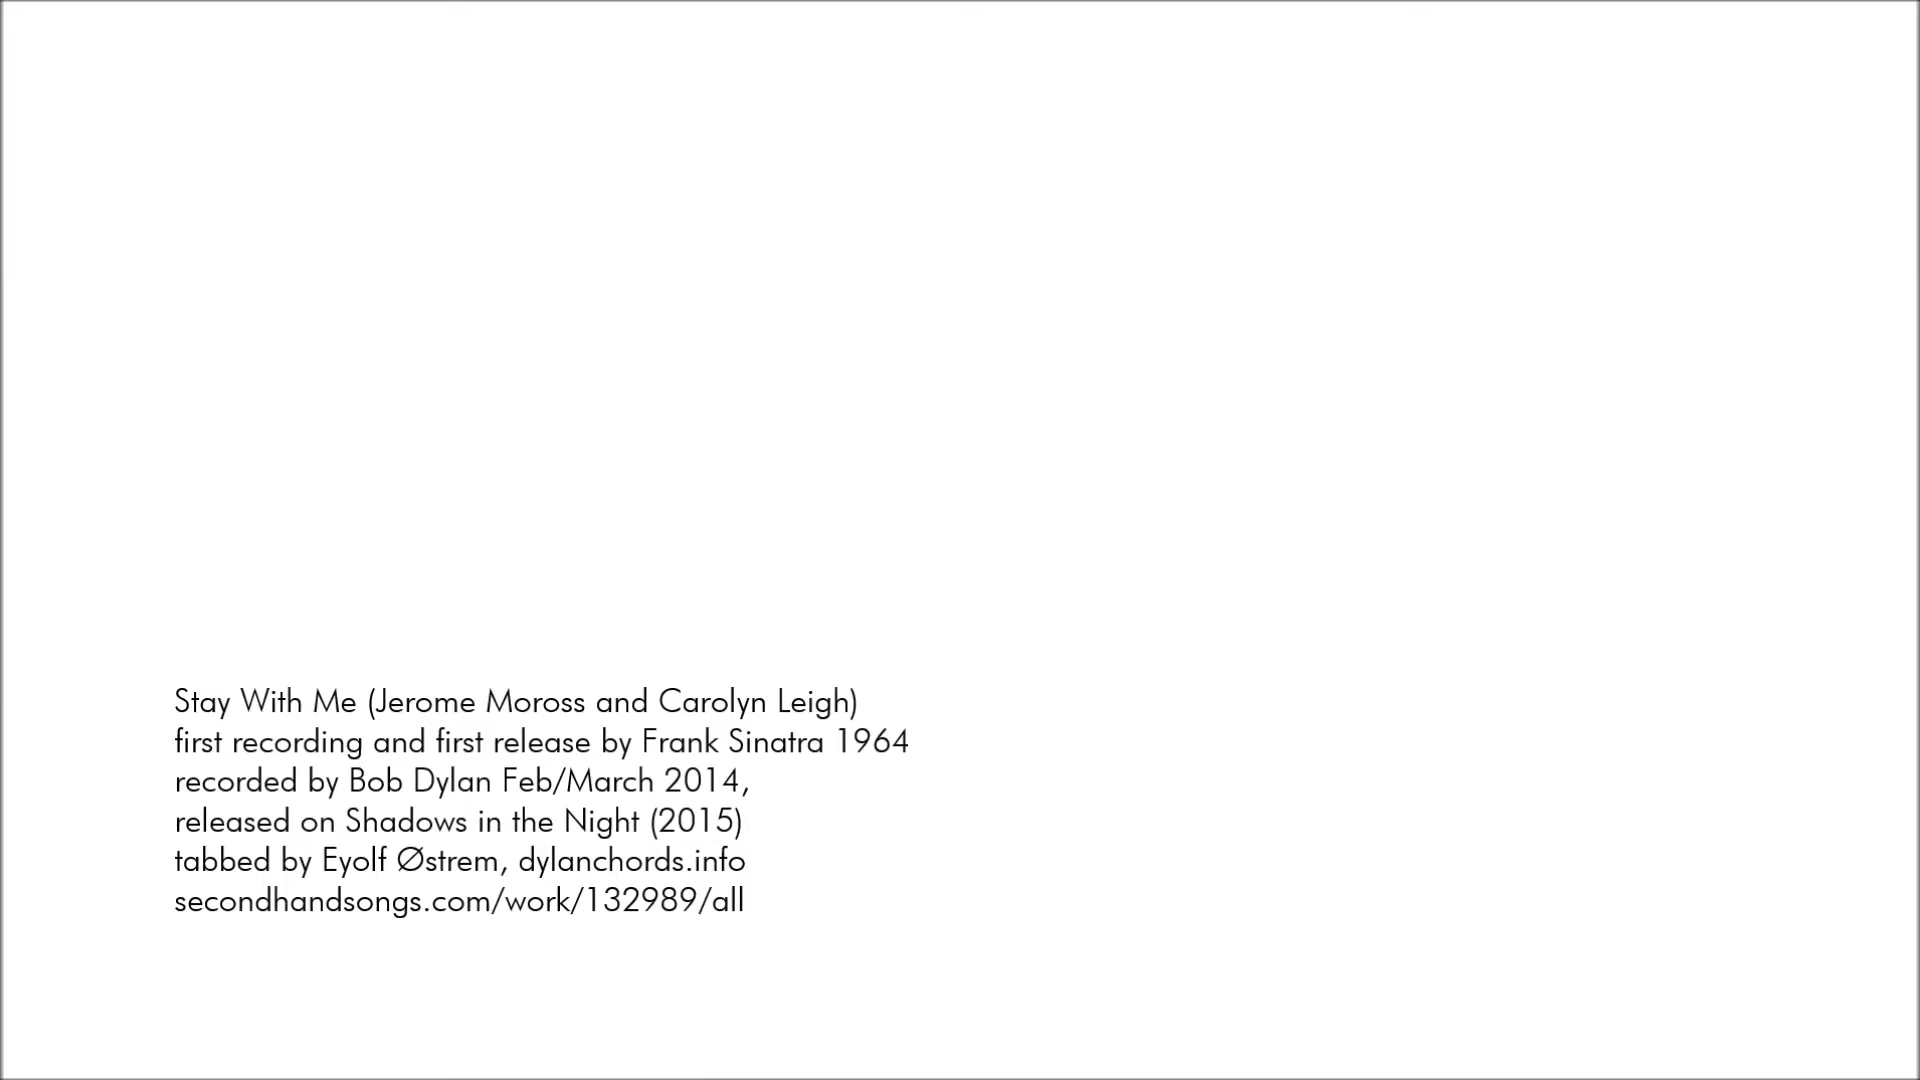 Stay With Me (Jerome Moross and Carolyn Leigh)
first recording and first release by Frank Sinatra 1964
recorded by Bob Dylan Feb/March 2014,
released on Shadows in the Night (2015)
tabbed by Eyolf Østrem, dylanchords.info
secondhandsongs.com/work/132989/all